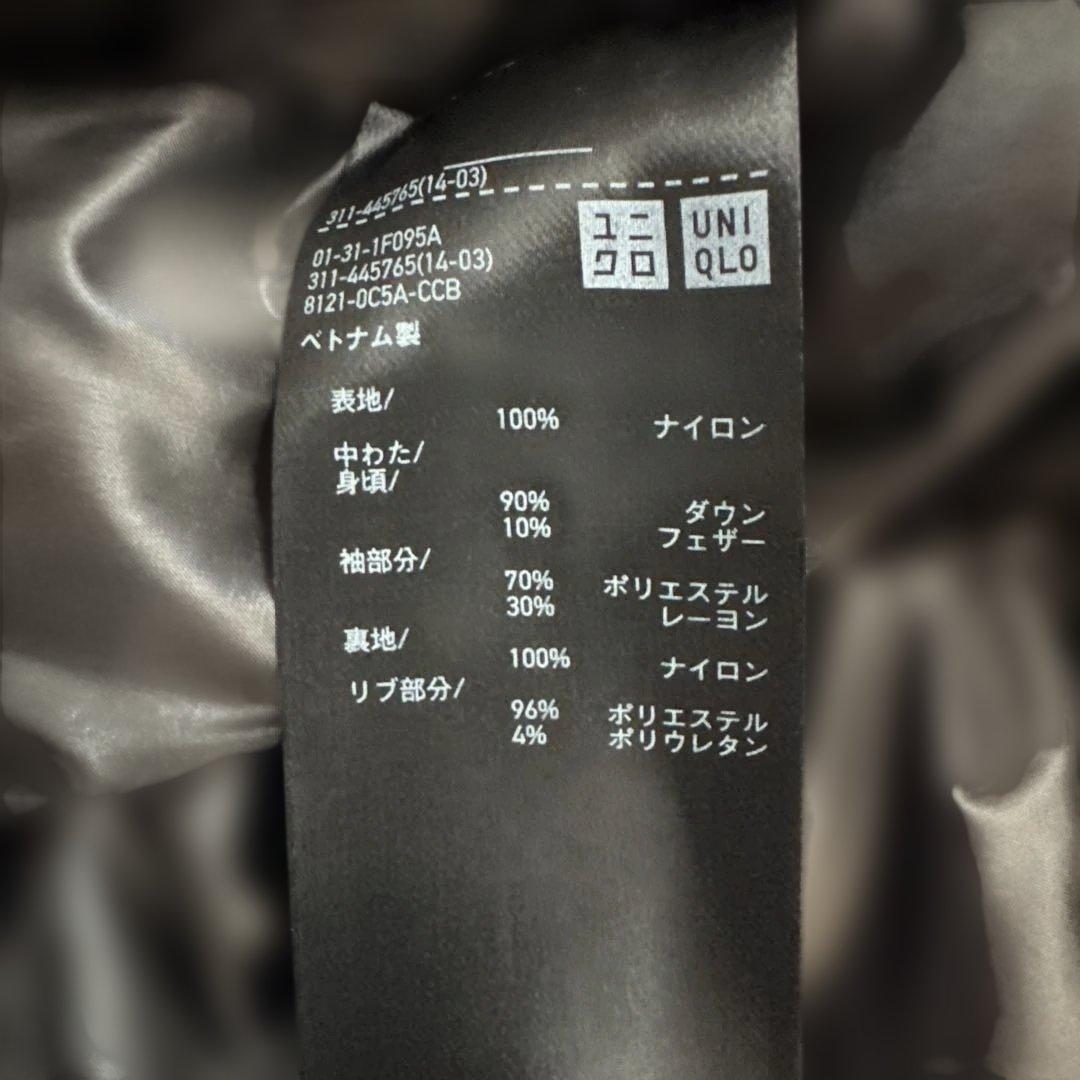 311-445765(14-03)
ユニクロ
UNIQLO
01-31-1F095A
311-445765(14-03)
8121-0C5A-CCB
ベトナム製
表地/
100% ナイロン
中わた/
身頃/
90% ダウン
10% フェザー
袖部分/
70% ポリエステル
30% レーヨン
裏地/
100% ナイロン
リブ部分/
96% ポリエステル
4% ポリウレタン